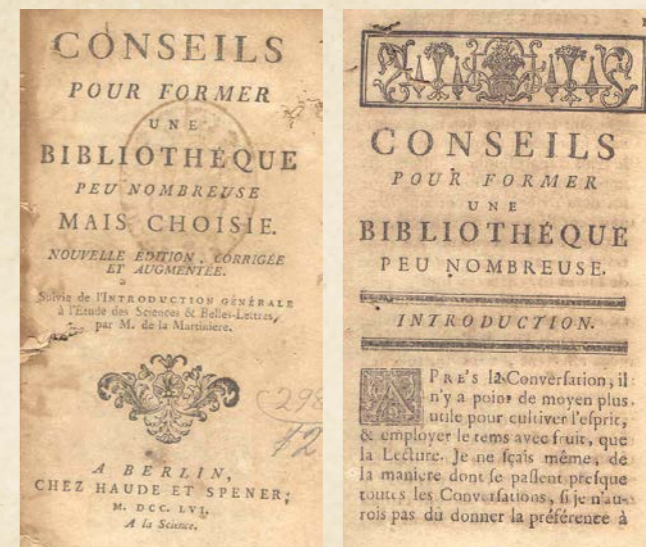 CONSEILS
POUR FORMER
UNE
BIBLIOTHÉQUE
PEU NOMBREUSE
MAIS CHOISIE.
NOUVELLE EDITION, CORRIGÉE
ET AUGMENTÉE.
Suivie de l'INTRODUCTION GÉNÉRALE
à l'Etude des Sciences & Belles-Lettres,
par M. de la Martiniere.
298
12
A BERLIN,
CHEZ HAUDE ET SPENER;
M. DCC. LVI.
A la Science.
CONSEILS
POUR FORMER
UNE
BIBLIOTHÉQUE
PEU NOMBREUSE.
INTRODUCTION.
APRE'S la Conversation, il
n'y a point de moyen plus
utile pour cultiver l'esprit,
& employer le tems avec fruit, que
la Lecture. Je ne sçais même, de
la maniere dont se passent presque
toutes les Conversations, si je n'au-
rois pas dû donner la préférence à